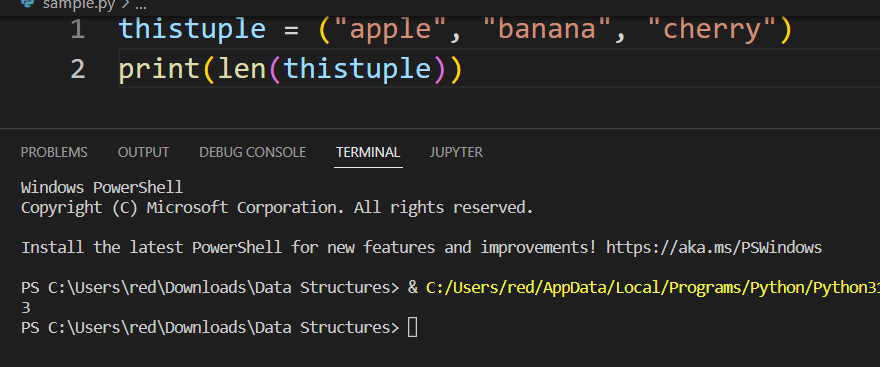 sample.py > ...
1 thistuple = ("apple", "banana", "cherry")
2 print(len(thistuple))
PROBLEMS OUTPUT DEBUG CONSOLE TERMINAL JUPYTER
Windows PowerShell
Copyright (C) Microsoft Corporation. All rights reserved.
Install the latest PowerShell for new features and improvements! https://aka.ms/PSWindows
PS C:\Users\red\Downloads\Data Structures> & C:/Users/red/AppData/Local/Programs/Python/Python31
3
PS C:\Users\red\Downloads\Data Structures>